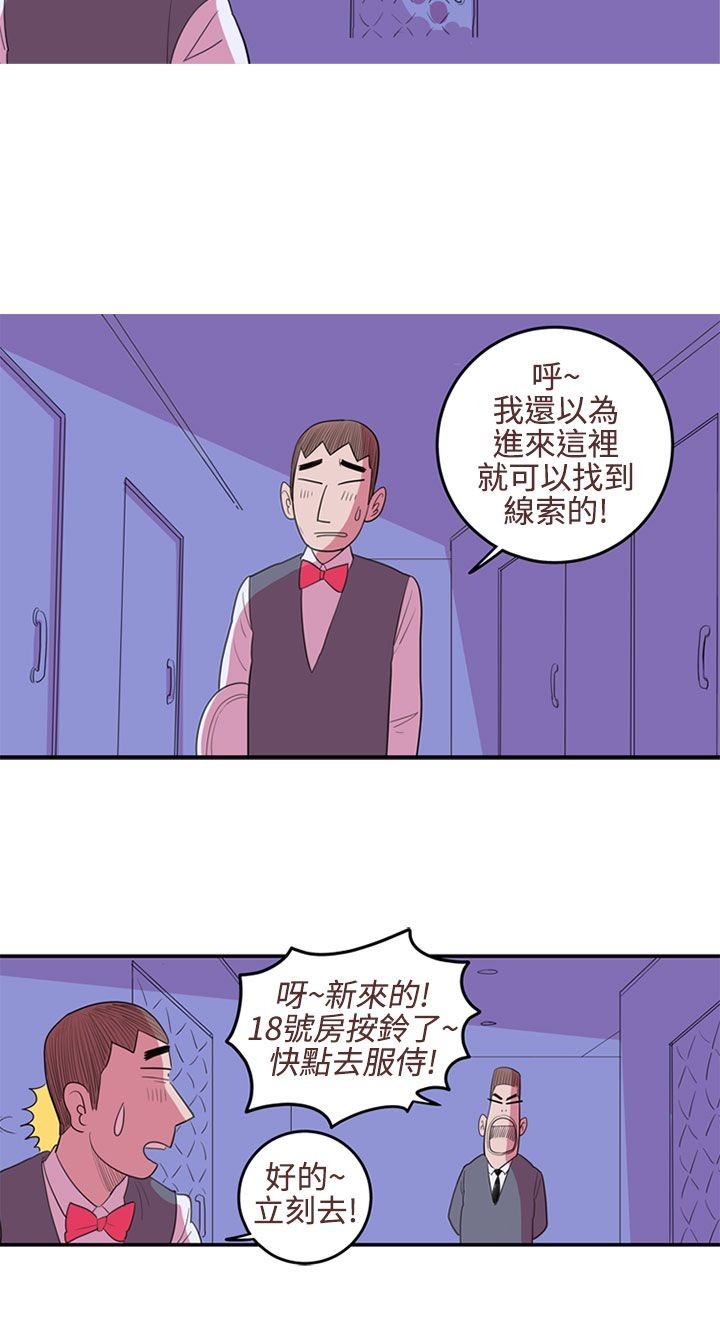 呼~
我還以為
進來這裡
就可以找到
線索的!
呀~新來的!
18號房按鈴了~
快點去服侍!
好的~
立刻去!